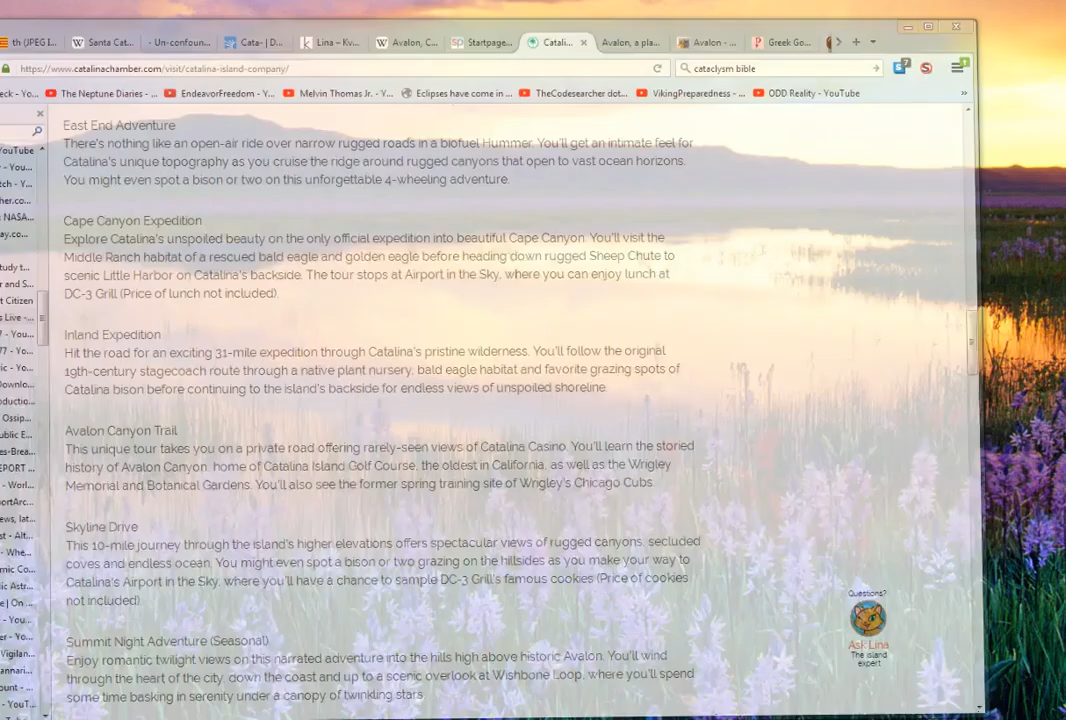 th (JPEG I...
Santa Cat...
· Un-confoun...
Cata- | D...
Lina – Kv...
Avalon, C...
Startpage...
Catali... ×
Avalon, a pla...
Avalon - ...
Greek Go...
https://www.catalinachamber.com/visit/catalina-island-company/
cataclysm bible
7
eck - Yo...
The Neptune Diaries - ...
EndeavorFreedom - Y...
Melvin Thomas Jr. - Y...
Eclipses have come in ...
TheCodesearcher dot...
VikingPreparedness - ...
ODD Reality - YouTube
»
YouTube
- You...
tch - Y...
her.co...
: NASA...
ay.co...
tudy t...
r and S...
t Citizen
s Live -...
? - You...
77 - Yo...
ic - You...
Downlo...
Productio...
Ossip...
ublic E...
es-Brea...
EPORT ...
- Worl...
portArc...
ews, lat...
st - Alt...
- Whe...
mic Co...
ic Astr...
e | On ...
- You...
er - Yo...
Vigilan...
annari...
ount - ...
- YouT...
East End Adventure
There's nothing like an open-air ride over narrow rugged roads in a biofuel Hummer. You'll get an intimate feel for
Catalina's unique topography as you cruise the ridge around rugged canyons that open to vast ocean horizons.
You might even spot a bison or two on this unforgettable 4-wheeling adventure.
Cape Canyon Expedition
Explore Catalina's unspoiled beauty on the only official expedition into beautiful Cape Canyon. You'll visit the
Middle Ranch habitat of a rescued bald eagle and golden eagle before heading down rugged Sheep Chute to
scenic Little Harbor on Catalina's backside. The tour stops at Airport in the Sky, where you can enjoy lunch at
DC-3 Grill (Price of lunch not included).
Inland Expedition
Hit the road for an exciting 31-mile expedition through Catalina's pristine wilderness. You'll follow the original
19th-century stagecoach route through a native plant nursery, bald eagle habitat and favorite grazing spots of
Catalina bison before continuing to the island's backside for endless views of unspoiled shoreline.
Avalon Canyon Trail
This unique tour takes you on a private road offering rarely-seen views of Catalina Casino. You'll learn the storied
history of Avalon Canyon, home of Catalina Island Golf Course, the oldest in California, as well as the Wrigley
Memorial and Botanical Gardens. You'll also see the former spring training site of Wrigley's Chicago Cubs.
Skyline Drive
This 10-mile journey through the island's higher elevations offers spectacular views of rugged canyons, secluded
coves and endless ocean. You might even spot a bison or two grazing on the hillsides as you make your way to
Catalina's Airport in the Sky, where you'll have a chance to sample DC-3 Grill's famous cookies (Price of cookies
not included).
Summit Night Adventure (Seasonal)
Enjoy romantic twilight views on this narrated adventure into the hills high above historic Avalon. You'll wind
through the heart of the city, down the coast and up to a scenic overlook at Wishbone Loop, where you'll spend
some time basking in serenity under a canopy of twinkling stars.
Questions?
Ask Lina
The island
expert